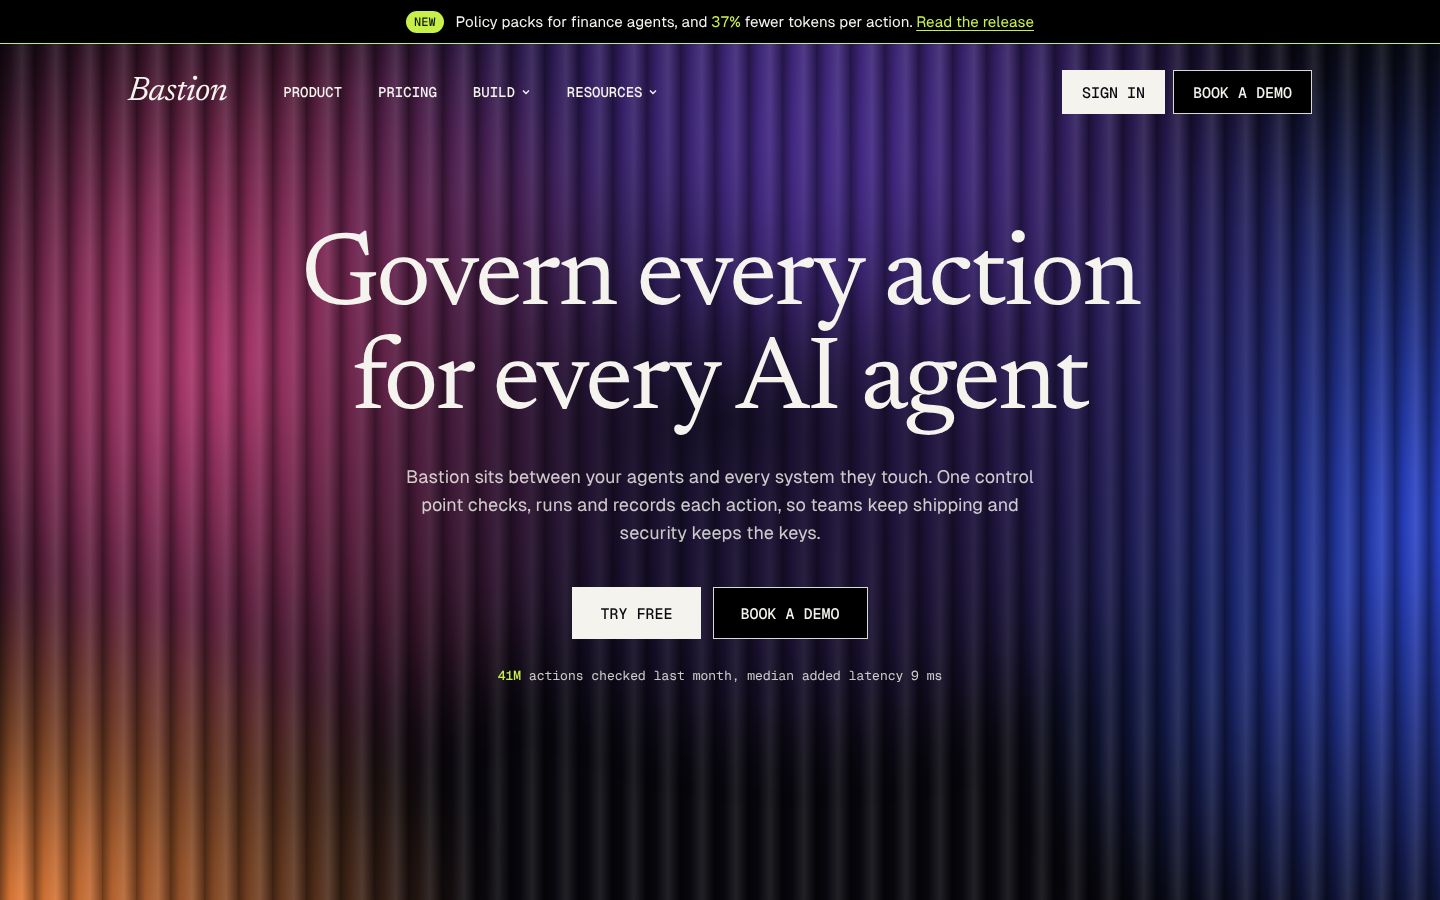 NEW Policy packs for finance agents, and 37% fewer tokens per action. Read the release
Bastion PRODUCT PRICING BUILD RESOURCES SIGN IN BOOK A DEMO
Govern every action
for every AI agent
Bastion sits between your agents and every system they touch. One control
point checks, runs and records each action, so teams keep shipping and
security keeps the keys.
TRY FREE BOOK A DEMO
41M actions checked last month, median added latency 9 ms